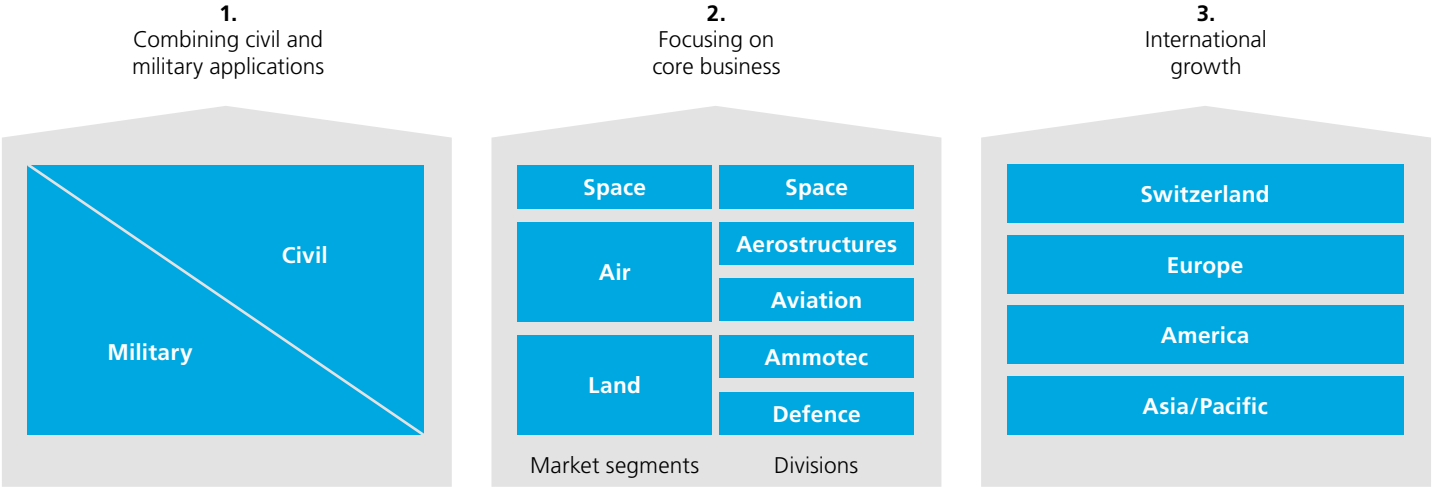 1.
Combining civil and
military applications
Civil
Military
2.
Focusing on
core business
Space
Space
Air
Aerostructures
Aviation
Land
Ammotec
Defence
Market segments
Divisions
3.
International
growth
Switzerland
Europe
America
Asia/Pacific